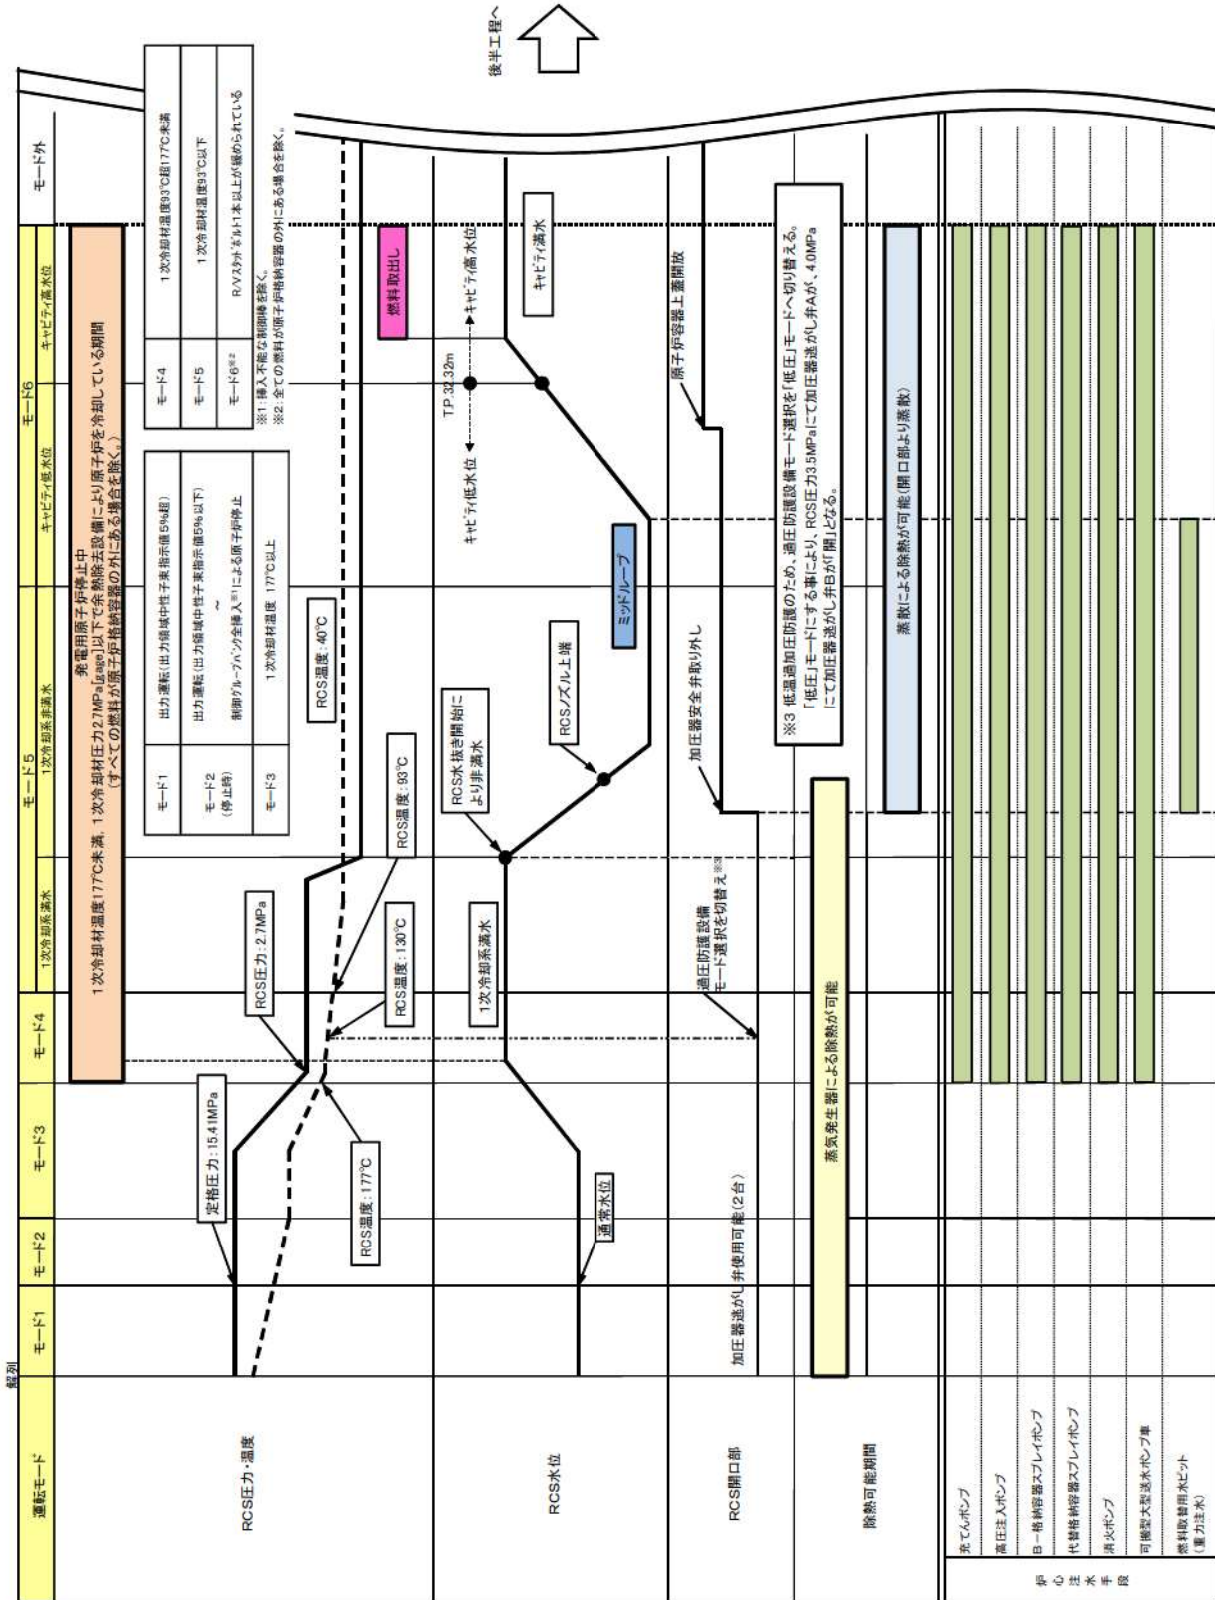 解列
運転モード
モード1
モード2
モード3
モード4
モード5
1次冷却系満水
1次冷却系非満水
モード6
キャビティ低水位
キャビティ高水位
モード外
発電用原子炉停止中
1次冷却材温度177℃未満，1次冷却材圧力2.7MPa[gage]以下で余熱除去設備により原子炉を冷却している期間
(すべての燃料が原子炉格納容器の外にある場合を除く。)
モード1
出力運転(出力領域中性子束指示値5%超)
モード2
(停止時)
出力運転(出力領域中性子束指示値5%以下)
～
制御グループバンク全挿入※1による原子炉停止
モード3
1次冷却材温度 177℃以上
モード4
1次冷却材温度93℃超177℃未満
モード5
1次冷却材温度93℃以下
モード6※2
R/Vスタッドボルト1本以上が緩められている
※1：挿入不能な制御棒を除く。
※2：全ての燃料が原子炉格納容器の外にある場合を除く。
後半工程へ
RCS圧力・温度
定格圧力：15.41MPa
RCS温度：177℃
RCS圧力：2.7MPa
RCS温度：130℃
RCS温度：93℃
RCS温度：40℃
燃料取出し
RCS水位
通常水位
1次冷却系満水
RCS水抜き開始に
より非満水
RCSノズル上端
ミッドループ
T.P.32.32m
キャビティ低水位
キャビティ高水位
キャビティ満水
RCS開口部
加圧器逃がし弁使用可能(2台)
過圧防護設備
モード選択を切替え※3
加圧器安全弁取り外し
原子炉容器上蓋開放
※3 低温過加圧防護のため、過圧防護設備モード選択を「低圧」モードへ切り替える。
「低圧」モードにする事により、RCS圧力3.5MPaにて加圧器逃がし弁Aが、4.0MPa
にて加圧器逃がし弁Bが「開」となる。
除熱可能期間
蒸気発生器による除熱が可能
蒸散による除熱が可能(開口部より蒸散)
炉心注水手段
充てんポンプ
高圧注入ポンプ
B－格納容器スプレイポンプ
代替格納容器スプレイポンプ
消火ポンプ
可搬型大型送水ポンプ車
燃料取替用水ピット
(重力注水)